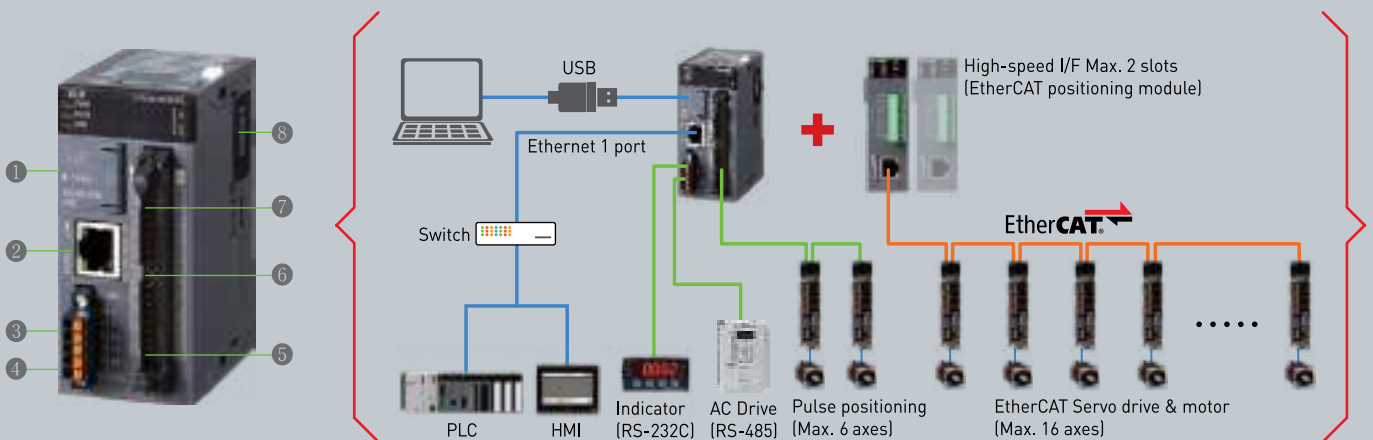 1
2
3
4
5
6
7
8
USB
Ethernet 1 port
High-speed I/F Max. 2 slots
(EtherCAT positioning module)
Switch
EtherCAT®
PLC
HMI
Indicator
(RS-232C)
AC Drive
(RS-485)
Pulse positioning
(Max. 6 axes)
EtherCAT Servo drive & motor
(Max. 16 axes)